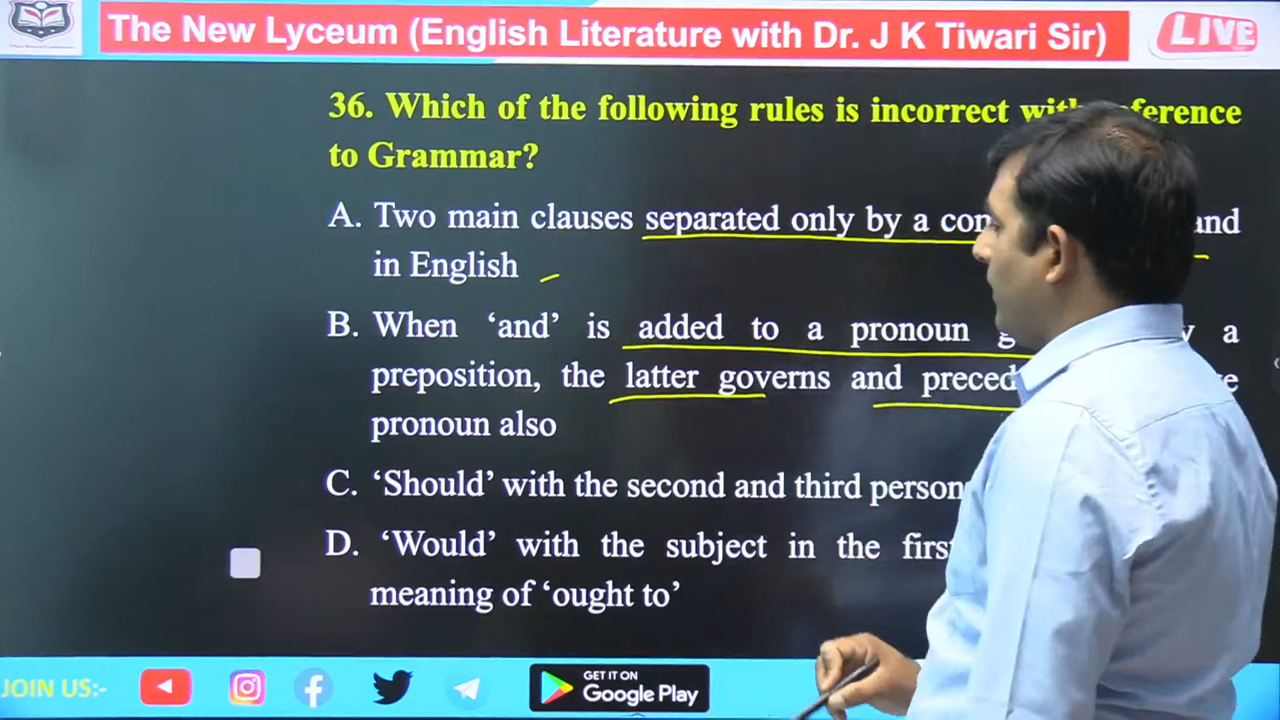 The New Lyceum (English Literature with Dr. J K Tiwari Sir)
LIVE
36. Which of the following rules is incorrect
to Grammar?
A. Two main clauses separated only by a and
in English
B. When ‘and’ is added to a pronoun a
preposition, the latter governs and
pronoun also
C. ‘Should’ with the second and third
D. ‘Would’ with the subject in the
meaning of ‘ought to’
JOIN US:-
GET IT ON
Google Play